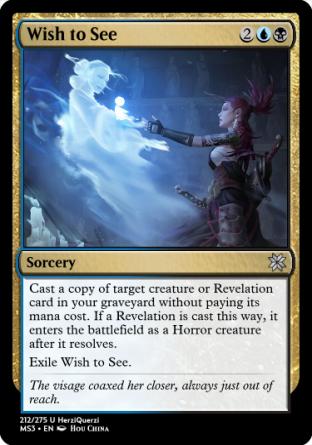 Wish to See 2
Sorcery
Cast a copy of target creature or Revelation
card in your graveyard without paying its
mana cost. If a Revelation is cast this way, it
enters the battlefield as a Horror creature
after it resolves.
Exile Wish to See.
The visage coaxed her closer, always just out of
reach.
212/275 U HerziQuerzi
MS3 • EN Hou China